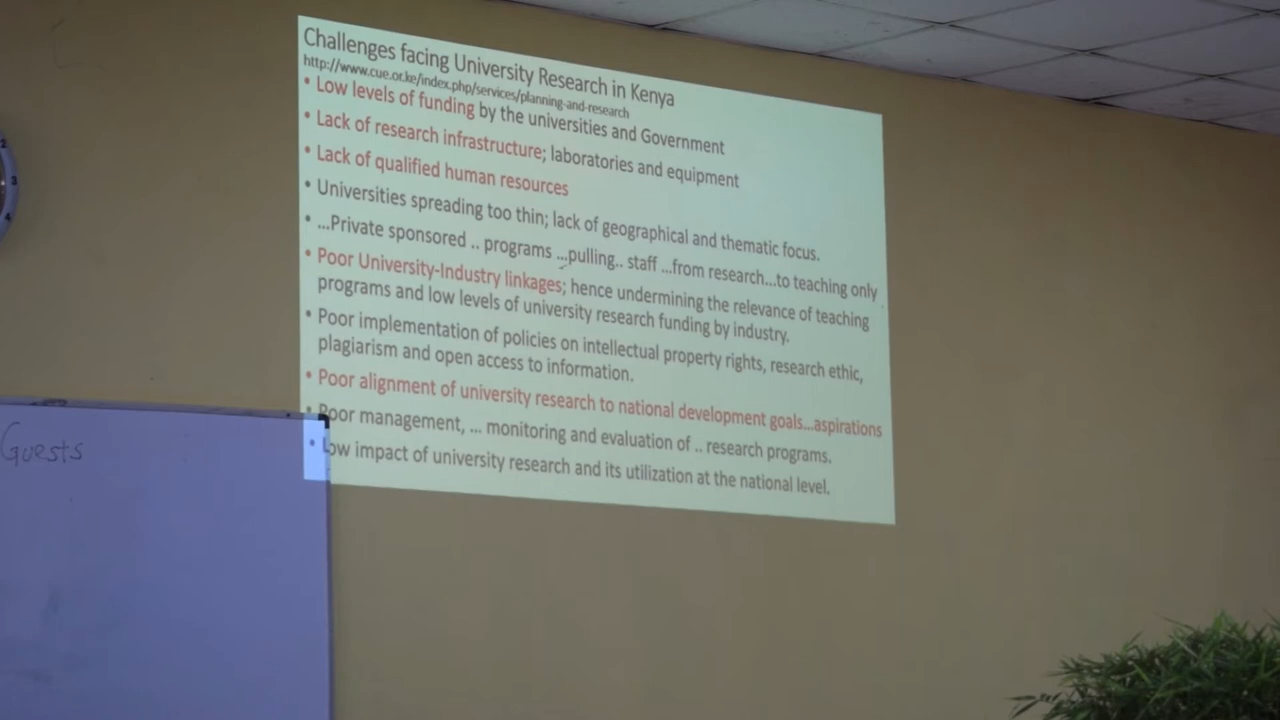 Challenges facing University Research in Kenya
http://www.cue.or.ke/index.php/services/planning-and-research
• Low levels of funding by the universities and Government
• Lack of research infrastructure; laboratories and equipment
• Lack of qualified human resources
• Universities spreading too thin; lack of geographical and thematic focus.
• ...Private sponsored .. programs ...pulling.. staff ...from research...to teaching only
• Poor University-Industry linkages; hence undermining the relevance of teaching
programs and low levels of university research funding by industry.
• Poor implementation of policies on intellectual property rights, research ethic,
plagiarism and open access to information.
• Poor alignment of university research to national development goals...aspirations
• Poor management, ... monitoring and evaluation of .. research programs.
• Low impact of university research and its utilization at the national level.
Guests
2
3
4